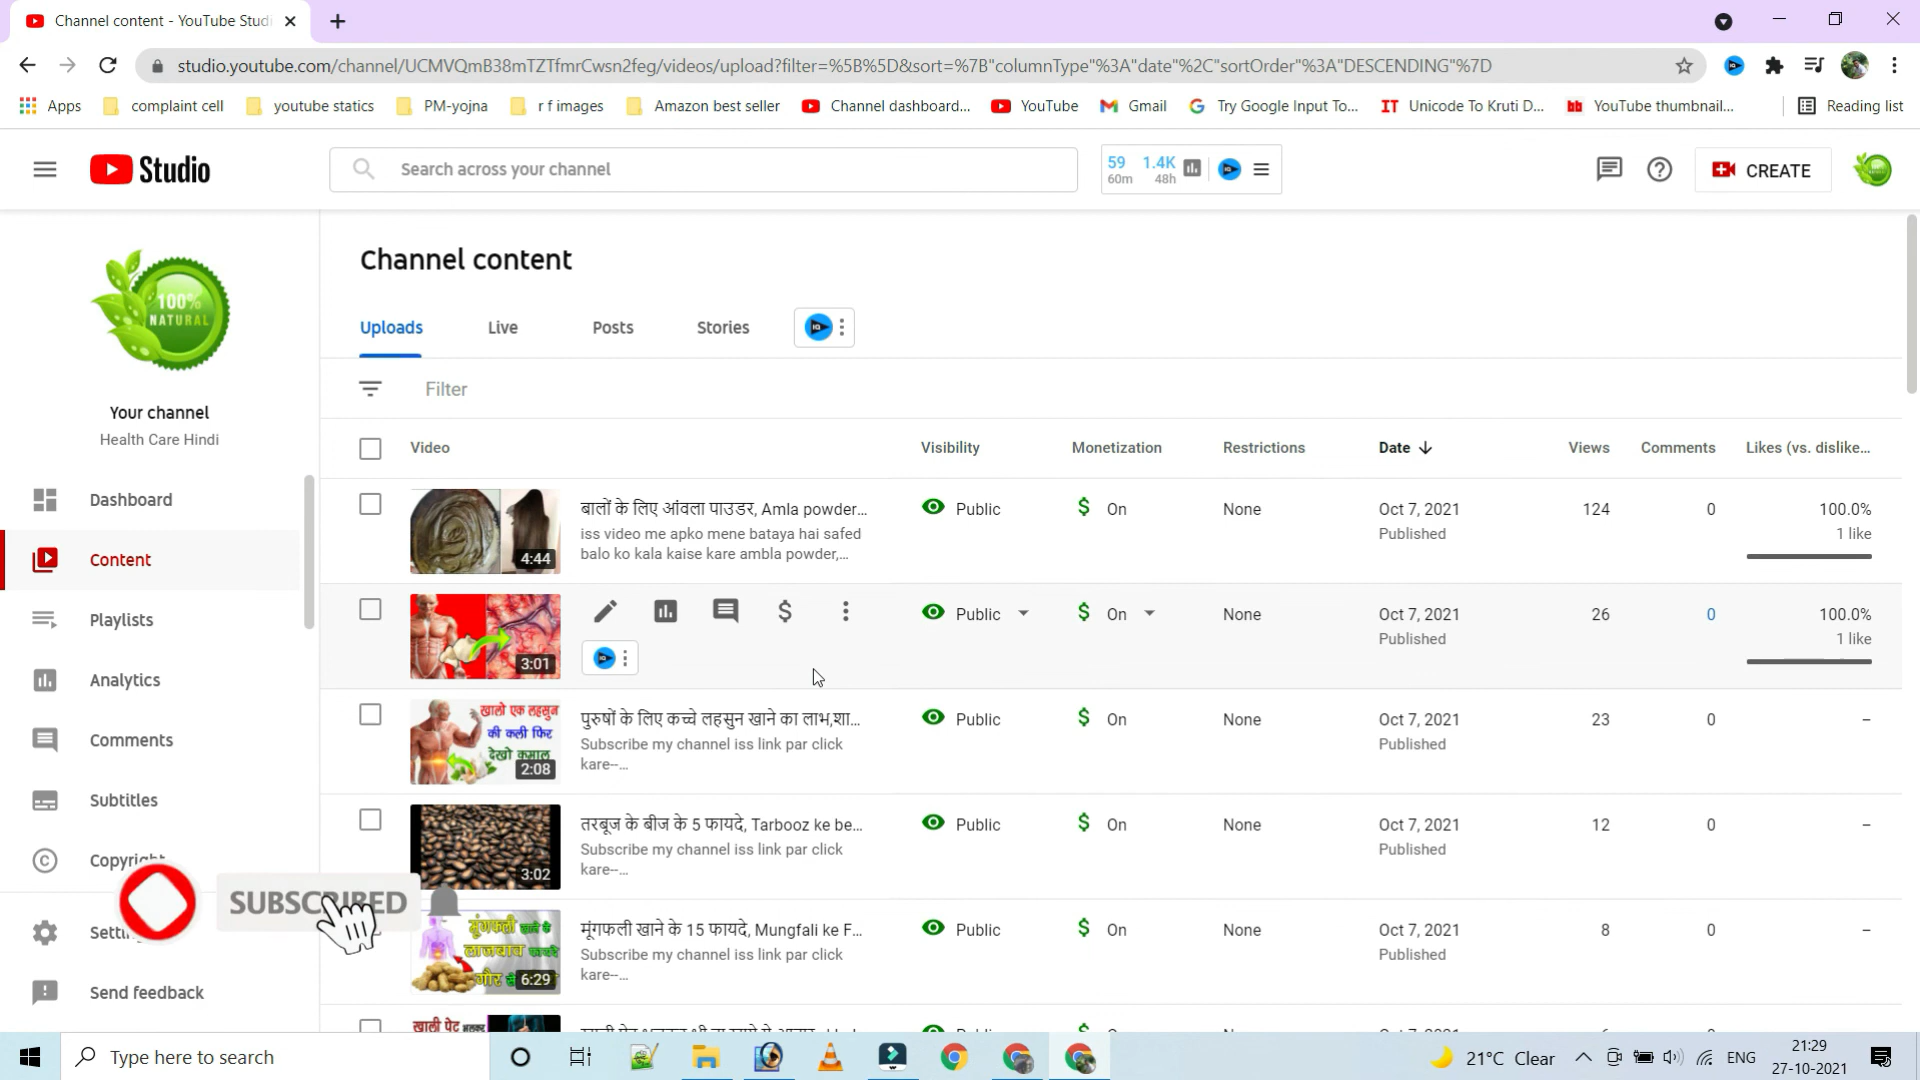 Channel content - YouTube Studi
studio.youtube.com/channel/UCMVQmB38mTZTfmrCwsn2feg/videos/upload?filter=%5B%5D&sort=%7B"columnType"%3A"date"%2C"sortOrder"%3A"DESCENDING"%7D
Apps complaint cell youtube statics PM-yojna r f images Amazon best seller Channel dashboard... YouTube Gmail Try Google Input To... Unicode To Kruti D... YouTube thumbnail... Reading list
Studio
Search across your channel
59 1.4K
60m 48h
CREATE
100%
NATURAL
Your channel
Health Care Hindi
Dashboard
Content
Playlists
Analytics
Comments
Subtitles
Copyright
Send feedback
SUBSCRIBED
Channel content
Uploads Live Posts Stories
Filter
Video Visibility Monetization Restrictions Date Views Comments Likes (vs. dislike...
4:44
बालों के लिए आंवला पाउडर, Amla powder...
iss video me apko mene bataya hai safed
balo ko kala kaise kare ambla powder,...
Public On None Oct 7, 2021 124 0 100.0%
Published 1 like
3:01
Public On None Oct 7, 2021 26 0 100.0%
Published 1 like
खालो एक लहसुन
की कली फिर
देखो कमाल
2:08
पुरुषों के लिए कच्चे लहसुन खाने का लाभ,शा...
Subscribe my channel iss link par click
kare--...
Public On None Oct 7, 2021 23 0 –
Published
3:02
तरबूज के बीज के 5 फायदे, Tarbooz ke be...
Subscribe my channel iss link par click
kare--...
Public On None Oct 7, 2021 12 0 –
Published
मूंगफली खाने के
लाजबाव फायदे
गौर से
6:29
मूंगफली खाने के 15 फायदे, Mungfali ke F...
Subscribe my channel iss link par click
kare--...
Public On None Oct 7, 2021 8 0 –
Published
खाली पेट
Type here to search
21°C Clear ENG
21:29
27-10-2021